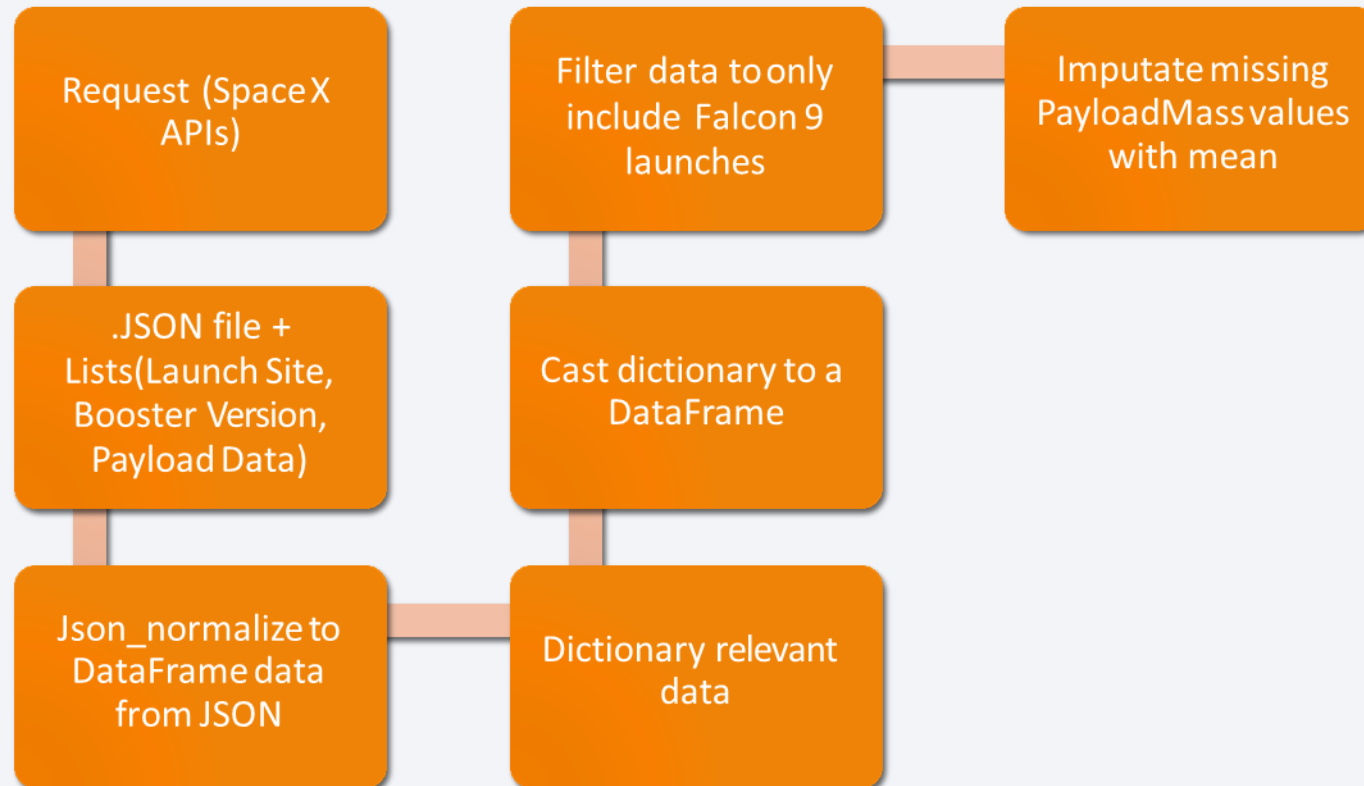 Request (Space X
APIs)
.JSON file +
Lists(Launch Site,
Booster Version,
Payload Data)
Json_normalize to
DataFrame data
from JSON
Dictionary relevant
data
Cast dictionary to a
DataFrame
Filter data to only
include Falcon 9
launches
Imputate missing
PayloadMass values
with mean